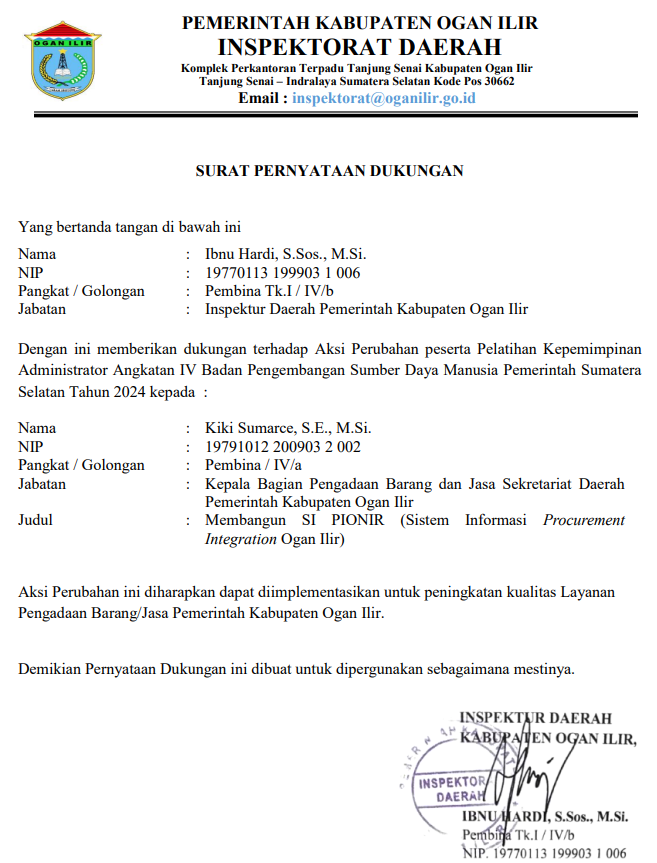 OGAN ILIR
PEMERINTAH KABUPATEN OGAN ILIR
INSPEKTORAT DAERAH
Komplek Perkantoran Terpadu Tanjung Senai Kabupaten Ogan Ilir
Tanjung Senai – Indralaya Sumatera Selatan Kode Pos 30662
Email : inspektorat@oganilir.go.id
SURAT PERNYATAAN DUKUNGAN
Yang bertanda tangan di bawah ini
Nama : Ibnu Hardi, S.Sos., M.Si.
NIP : 19770113 199903 1 006
Pangkat / Golongan : Pembina Tk.I / IV/b
Jabatan : Inspektur Daerah Pemerintah Kabupaten Ogan Ilir
Dengan ini memberikan dukungan terhadap Aksi Perubahan peserta Pelatihan Kepemimpinan
Administrator Angkatan IV Badan Pengembangan Sumber Daya Manusia Pemerintah Sumatera
Selatan Tahun 2024 kepada :
Nama : Kiki Sumarce, S.E., M.Si.
NIP : 19791012 200903 2 002
Pangkat / Golongan : Pembina / IV/a
Jabatan : Kepala Bagian Pengadaan Barang dan Jasa Sekretariat Daerah
Pemerintah Kabupaten Ogan Ilir
Judul : Membangun SI PIONIR (Sistem Informasi Procurement
Integration Ogan Ilir)
Aksi Perubahan ini diharapkan dapat diimplementasikan untuk peningkatan kualitas Layanan
Pengadaan Barang/Jasa Pemerintah Kabupaten Ogan Ilir.
Demikian Pernyataan Dukungan ini dibuat untuk dipergunakan sebagaimana mestinya.
INSPEKTUR DAERAH
KABUPATEN OGAN ILIR,
INSPEKTOR
DAERAH
IBNU HARDI, S.Sos., M.Si.
Pembina Tk.I / IV/b
NIP. 19770113 199903 1 006